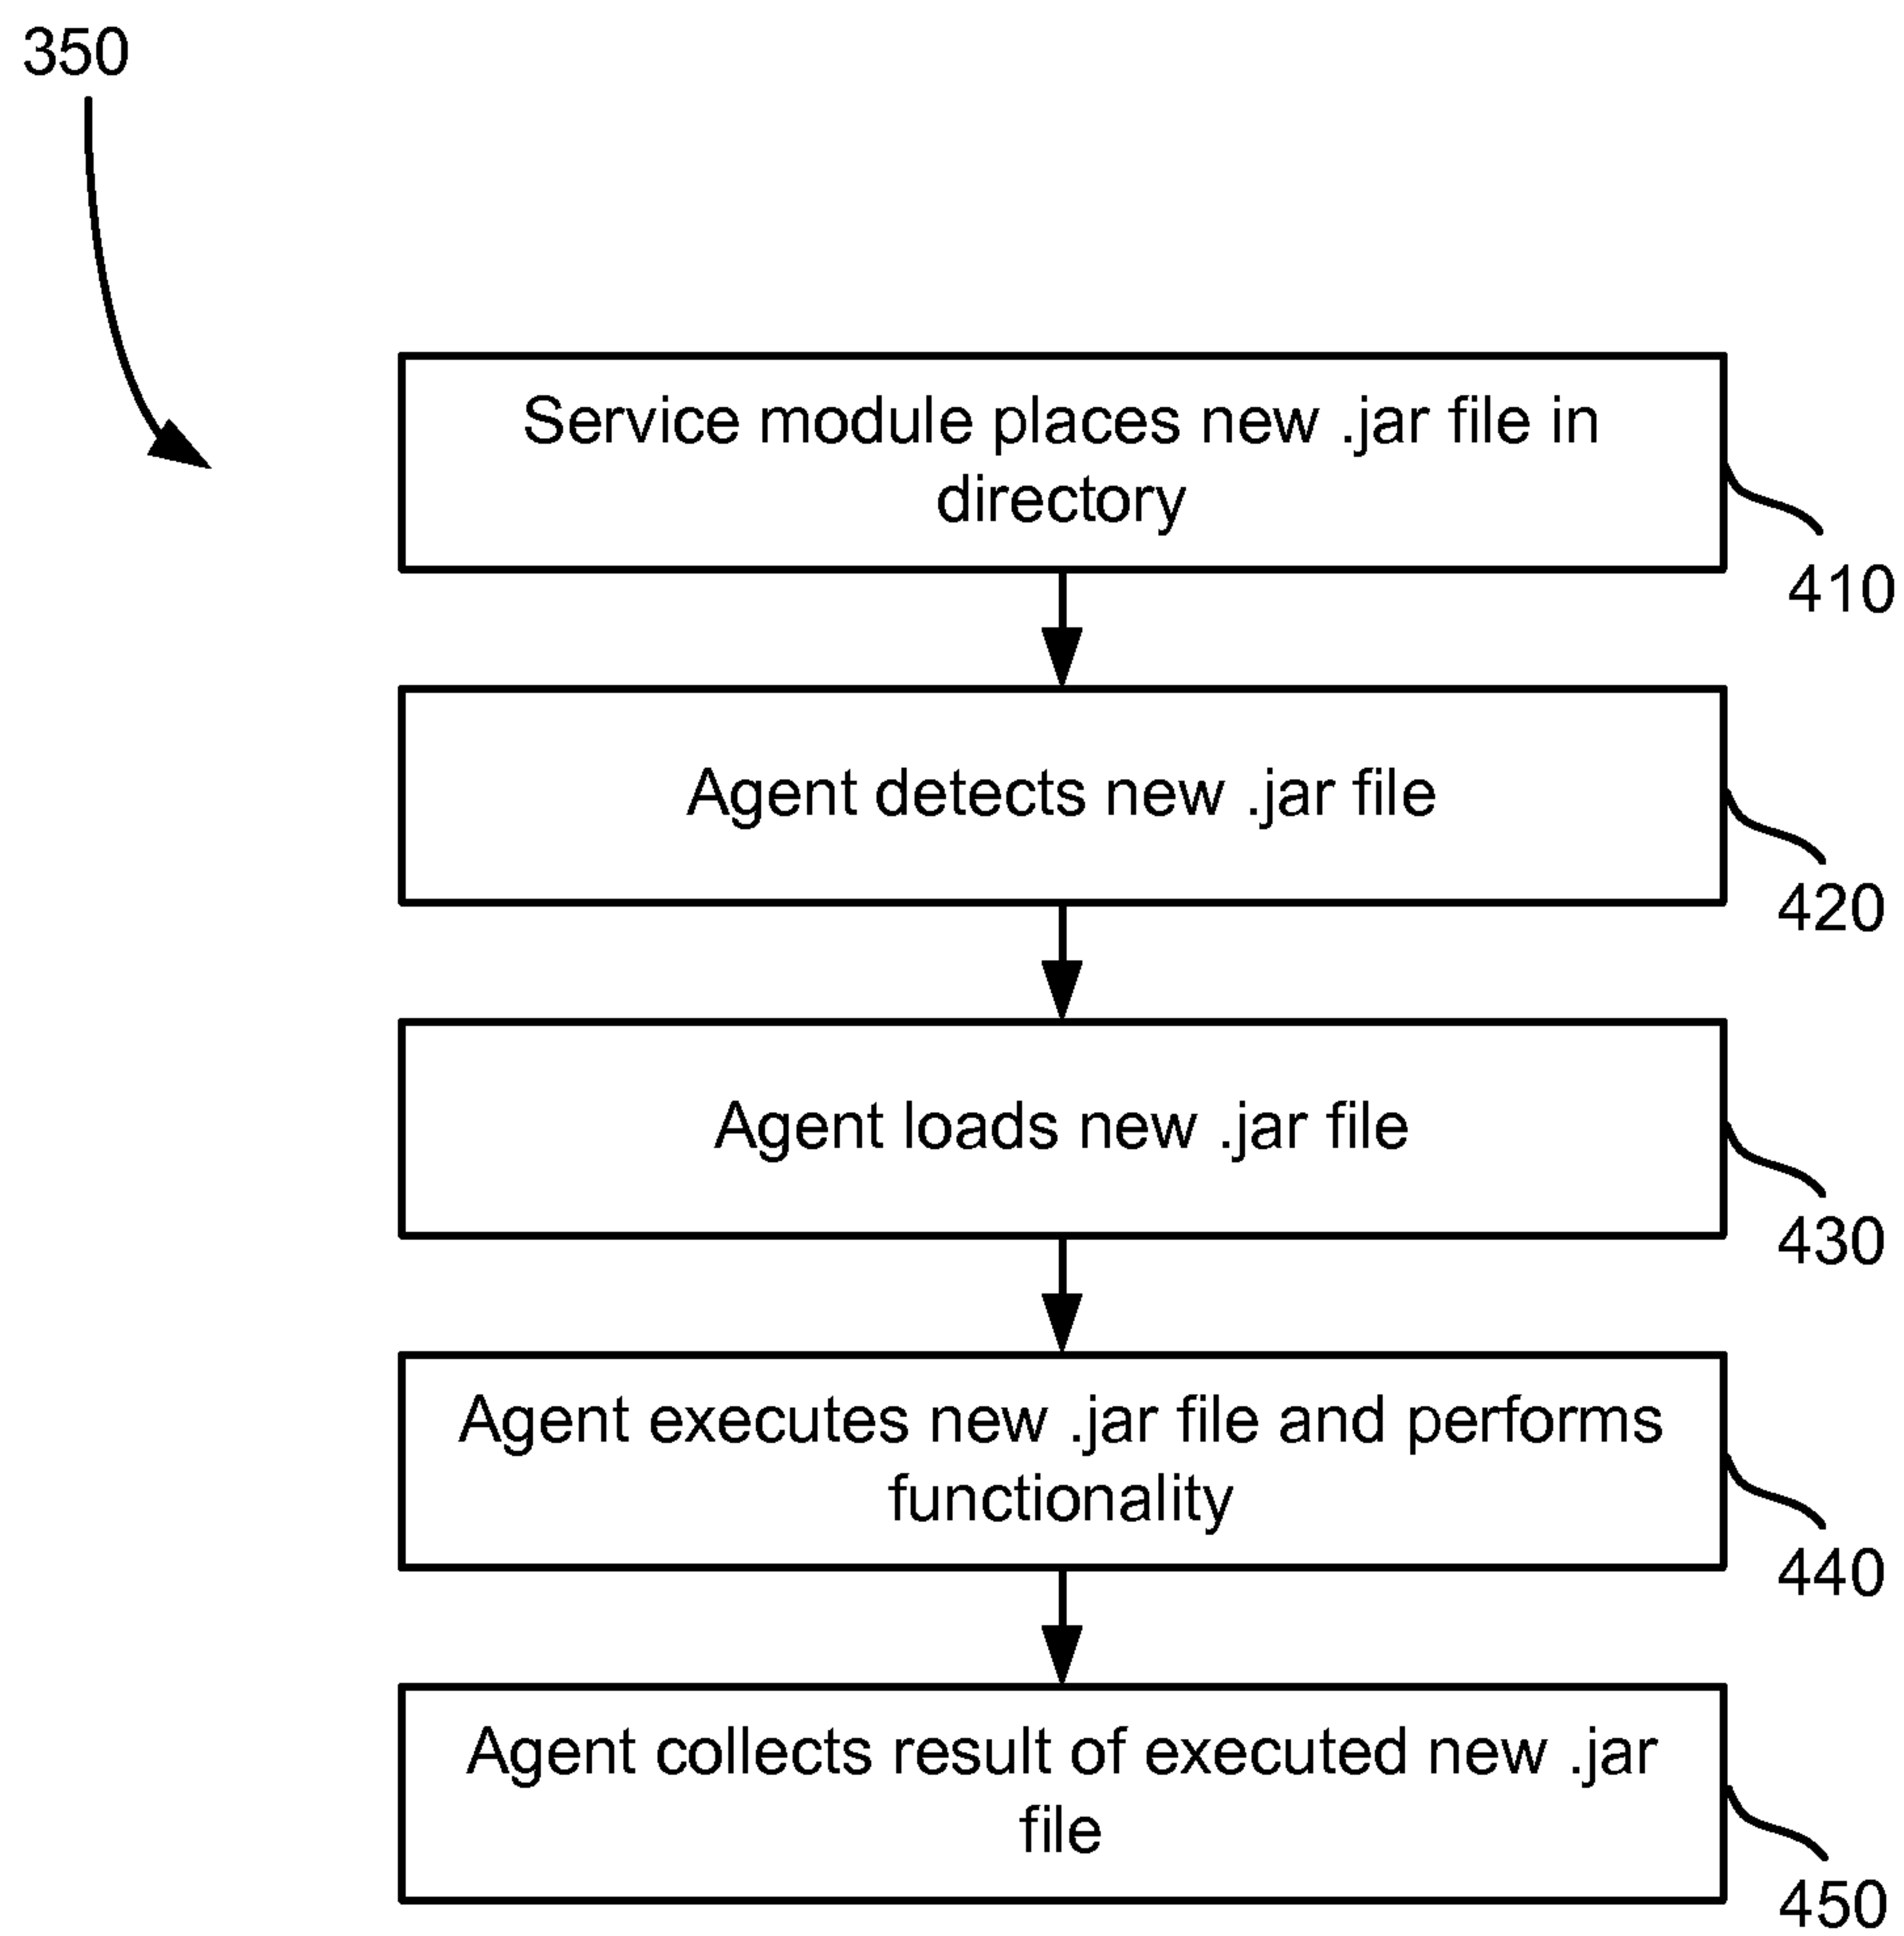 350
Service module places new .jar file in
directory
410
Agent detects new .jar file
420
Agent loads new .jar file
430
Agent executes new .jar file and performs
functionality
440
Agent collects result of executed new .jar
file
450